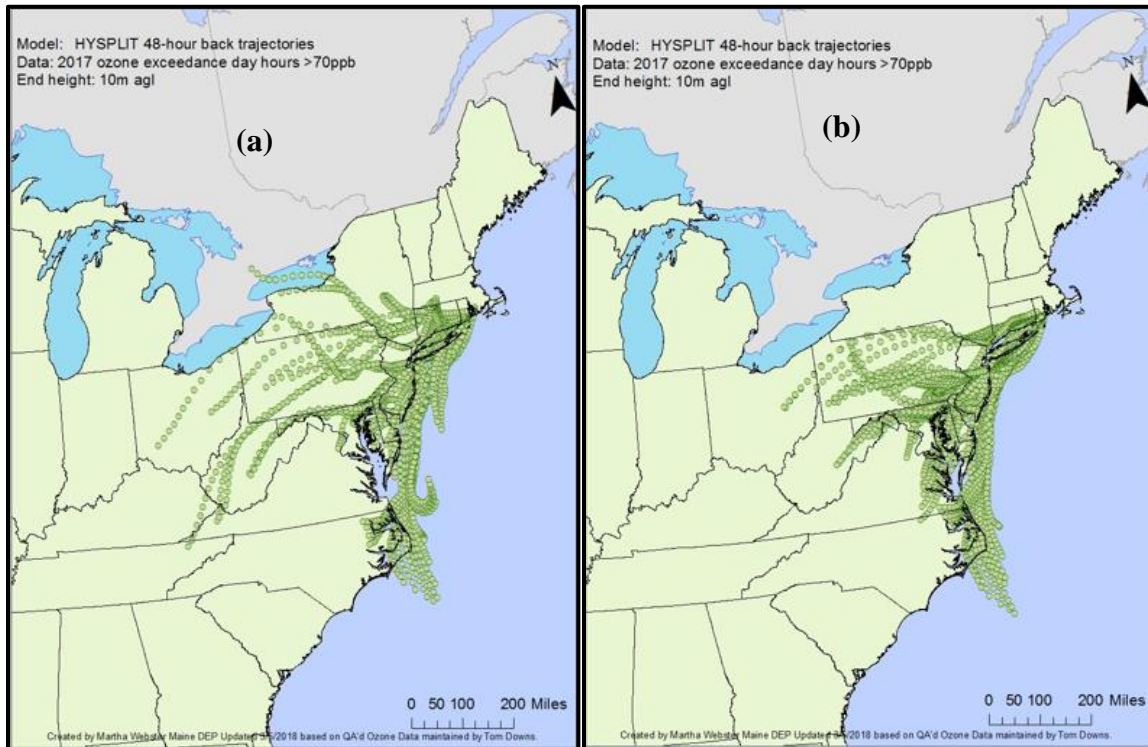 Model: HYSPLIT 48-hour back trajectories
Data: 2017 ozone exceedance day hours >70ppb
End height: 10m agl
N
(a)
0 50 100 200 Miles
Created by Martha Webster Maine DEP Updated 3/5/2018 based on QA'd Ozone Data maintained by Tom Downs.
Model: HYSPLIT 48-hour back trajectories
Data: 2017 ozone exceedance day hours >70ppb
End height: 10m agl
N
(b)
0 50 100 200 Miles
Created by Martha Webster Maine DEP Updated 3/5/2018 based on QA'd Ozone Data maintained by Tom Downs.